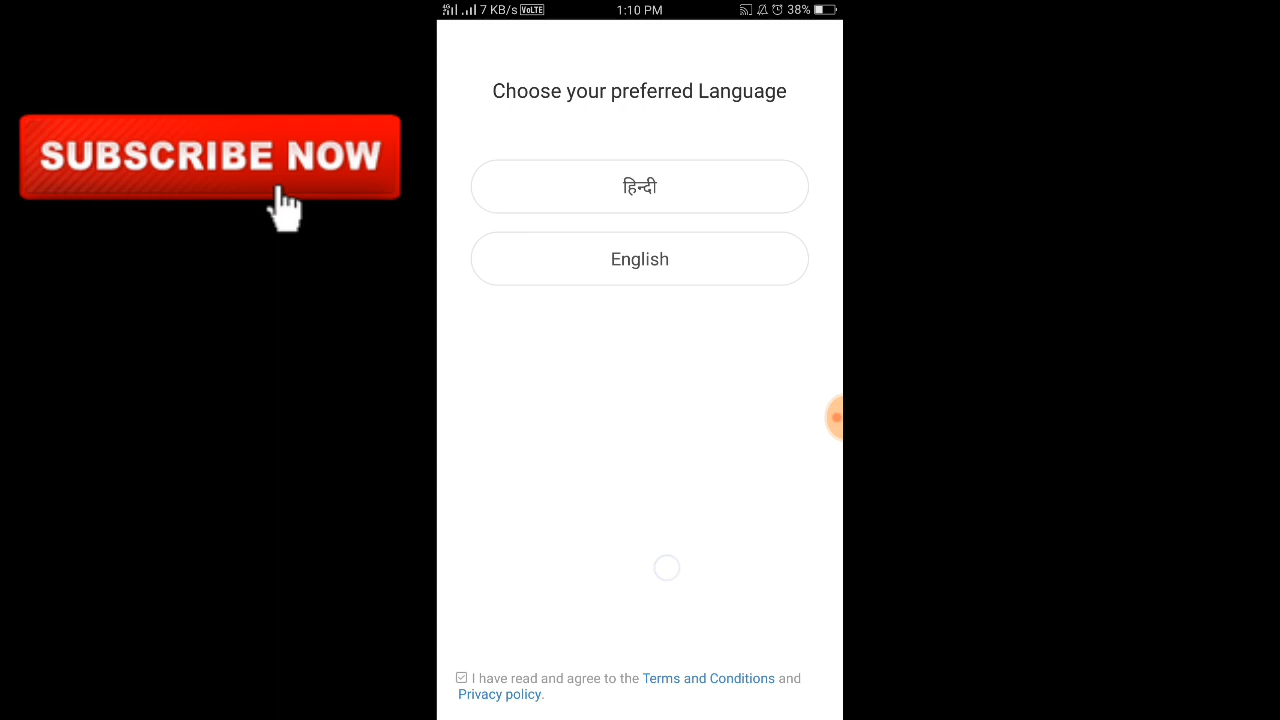 7 KB/s VoLTE 1:10 PM 38%
Choose your preferred Language
SUBSCRIBE NOW
हिन्दी
English
I have read and agree to the Terms and Conditions and
Privacy policy.